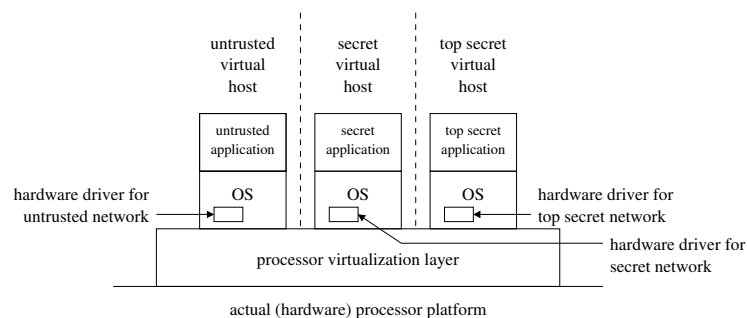 untrusted
virtual
host
secret
virtual
host
top secret
virtual
host
untrusted
application
secret
application
top secret
application
OS
OS
OS
hardware driver for
untrusted network
hardware driver for
top secret network
hardware driver for
secret network
processor virtualization layer
actual (hardware) processor platform